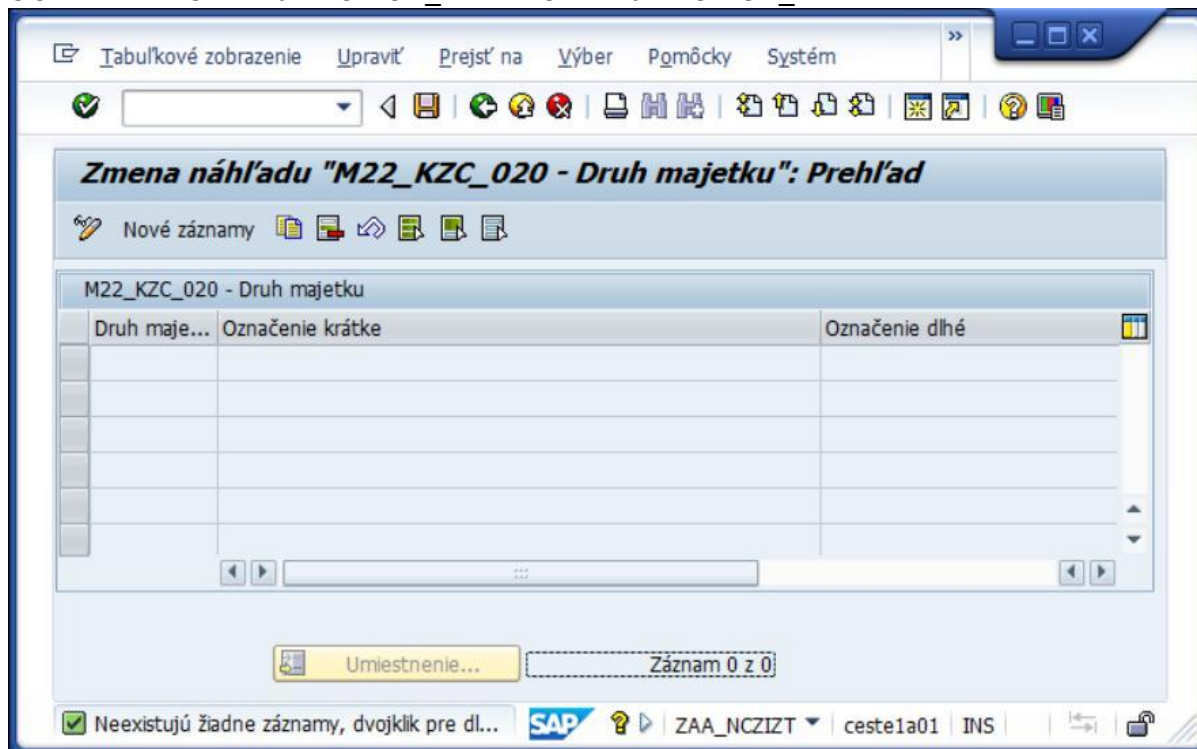 Tabuľkové zobrazenie Upraviť Prejsť na Výber Pomôcky Systém »
Zmena náhľadu "M22_KZC_020 - Druh majetku": Prehľad
Nové záznamy
M22_KZC_020 - Druh majetku
Druh maje... Označenie krátke Označenie dlhé
Umiestnenie... Záznam 0 z 0
Neexistujú žiadne záznamy, dvojklik pre dl... SAP ZAA_NCZIZT ceste1a01 INS